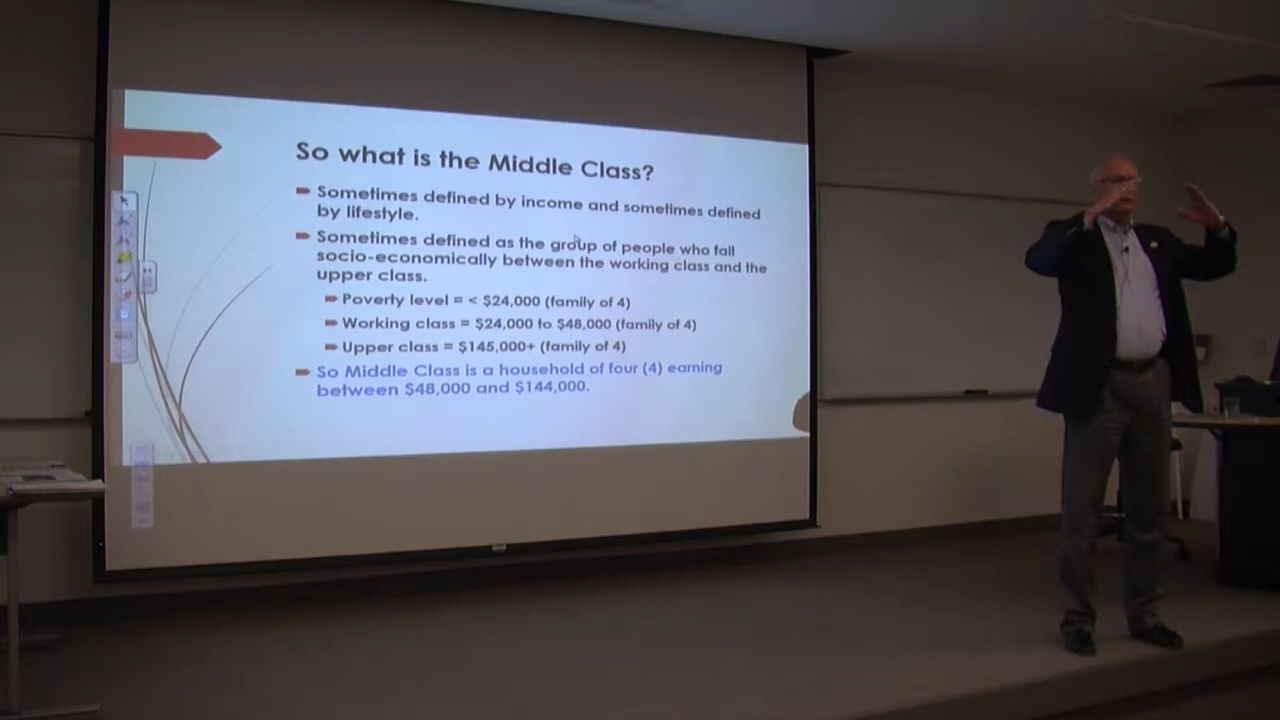 So what is the Middle Class?
Sometimes defined by income and sometimes defined
by lifestyle.
Sometimes defined as the group of people who fall
socio-economically between the working class and the
upper class.
Poverty level = < $24,000 (family of 4)
Working class = $24,000 to $48,000 (family of 4)
Upper class = $145,000+ (family of 4)
So Middle Class is a household of four (4) earning
between $48,000 and $144,000.